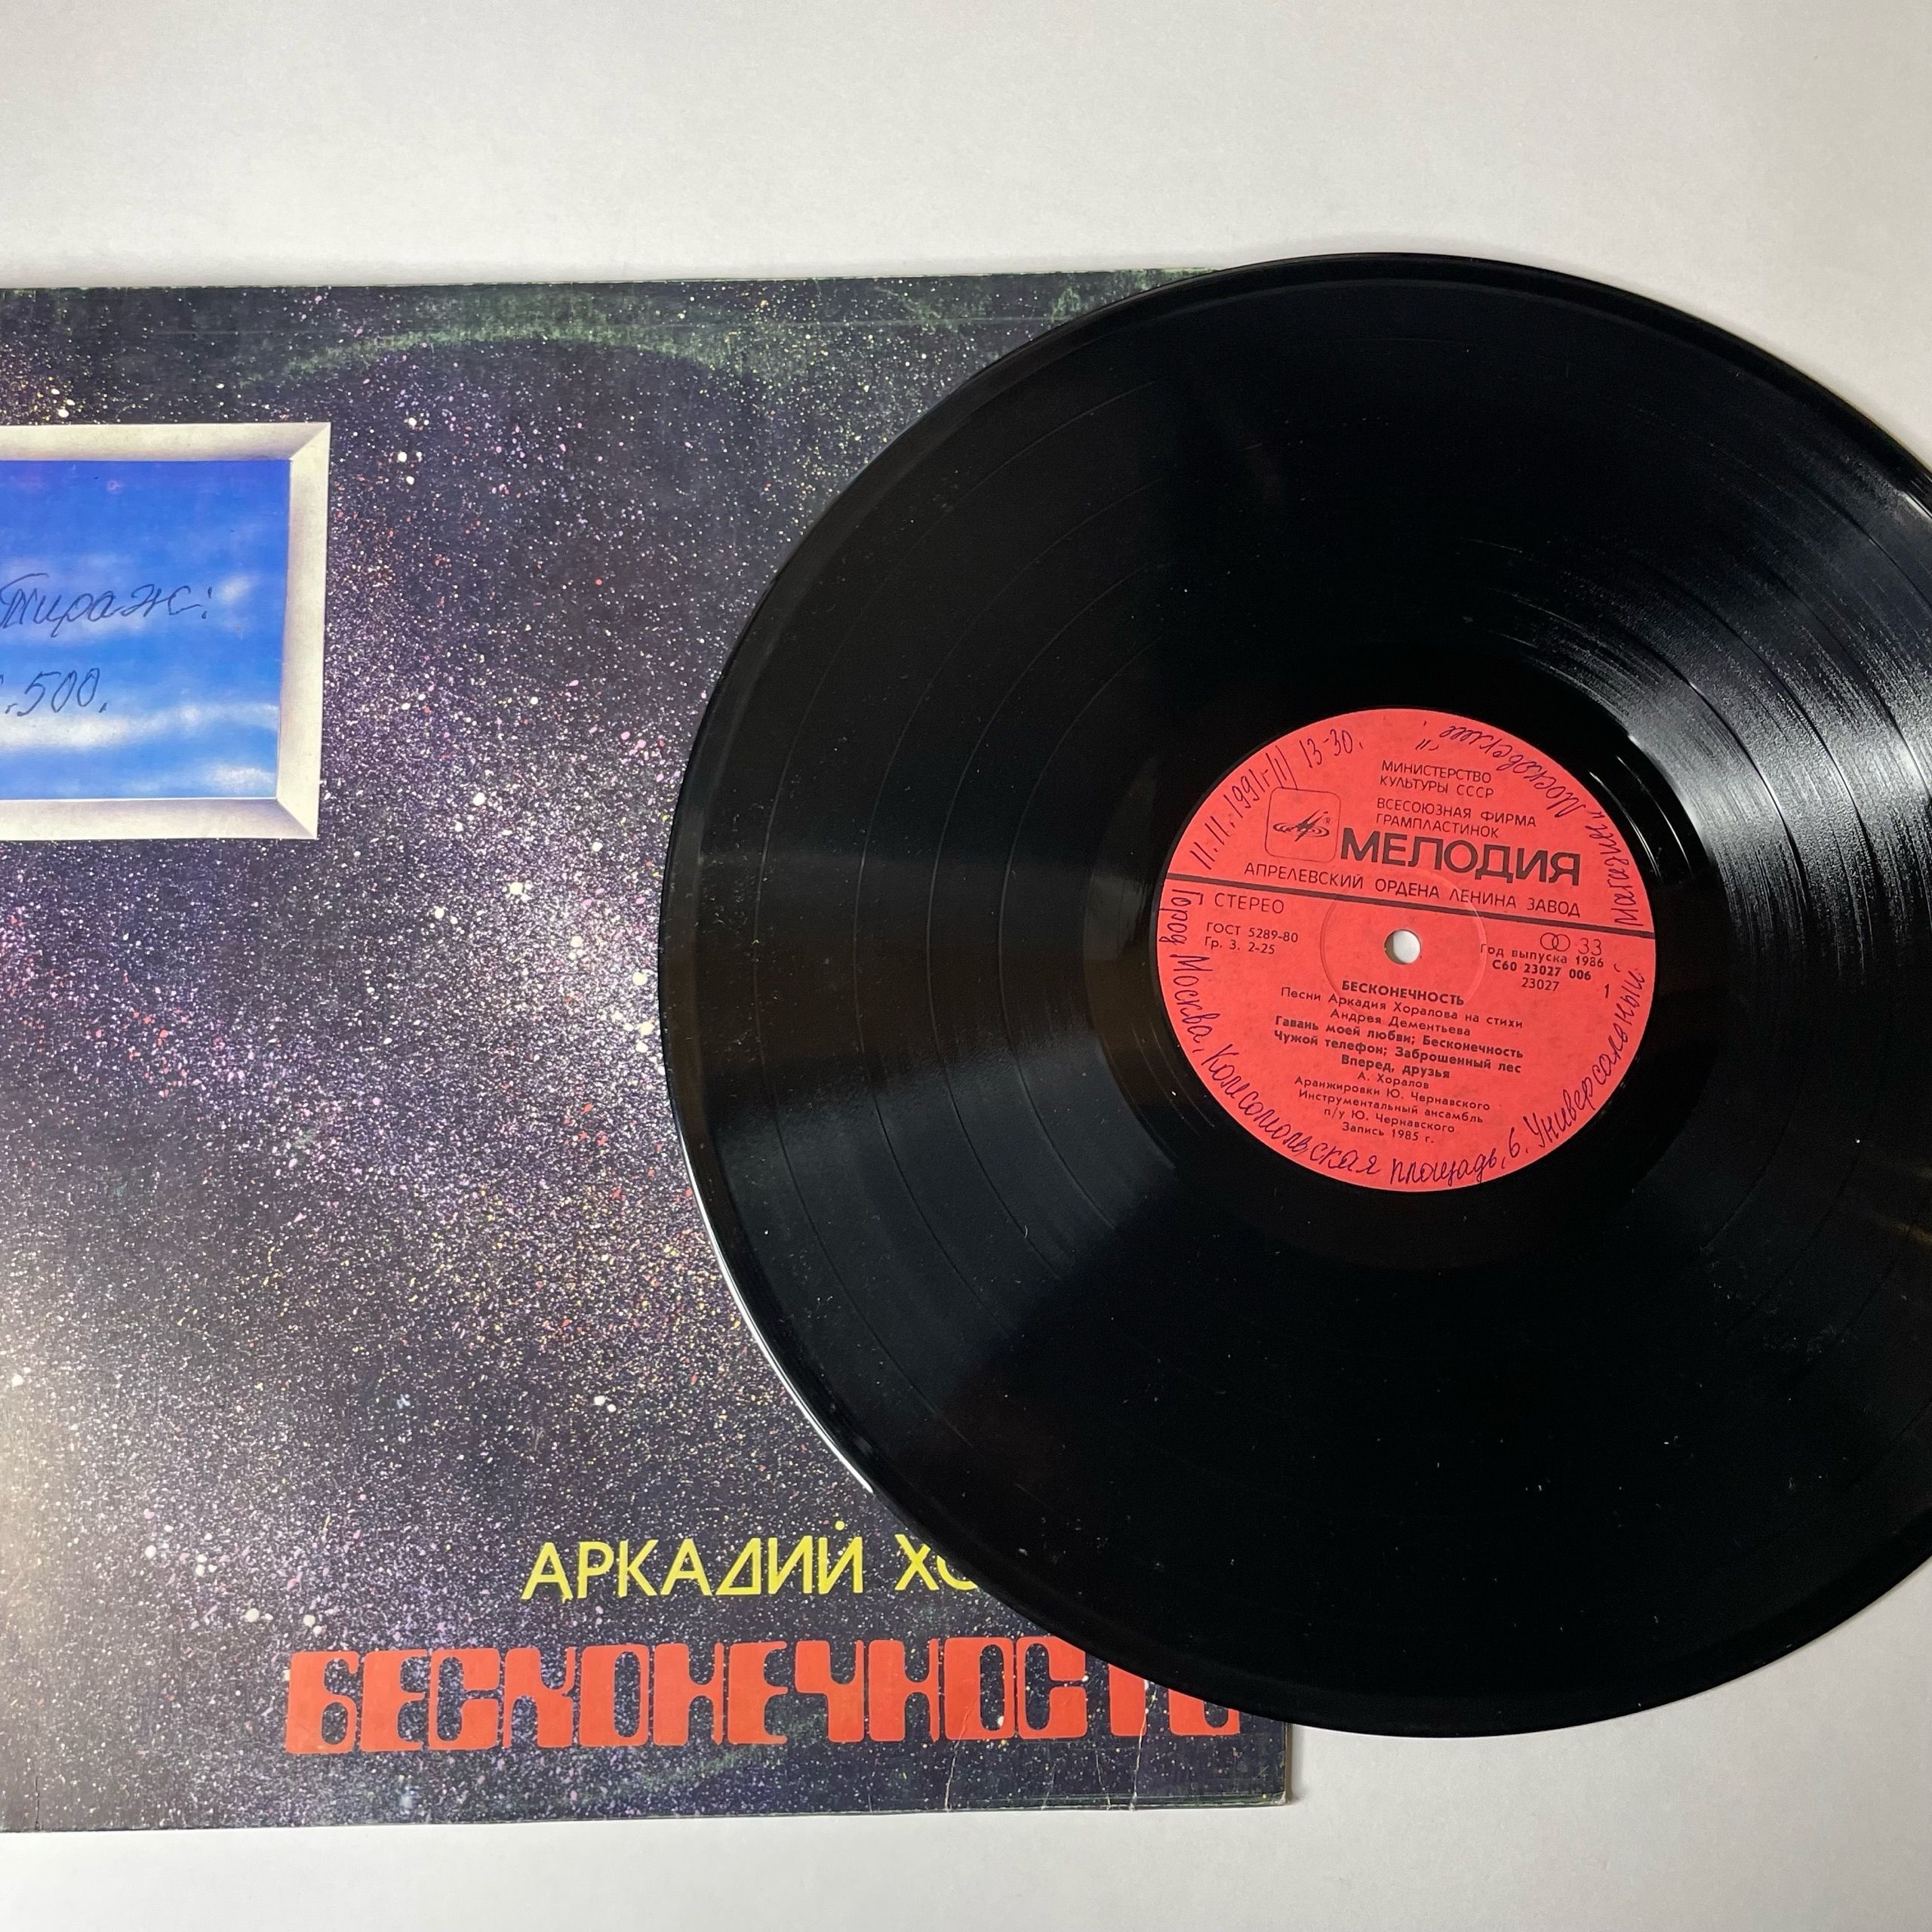 Тираж:
.500.
АРКАДИЙ ХО
БЕСКОНЕЧНОСТЬ
11.11.1991-11/ 13-30.
Город Москва, Комсомольская площадь, 6. Универсальный
Магазин „Московский".
МИНИСТЕРСТВО
КУЛЬТУРЫ СССР
ВСЕСОЮЗНАЯ ФИРМА
ГРАМПЛАСТИНОК
МЕЛОДИЯ
АПРЕЛЕВСКИЙ ОРДЕНА ЛЕНИНА ЗАВОД
СТЕРЕО
ГОСТ 5289-80
Гр. 3. 2-25
33
Год выпуска 1986
С60 23027 006
23027
1
БЕСКОНЕЧНОСТЬ
Песни Аркадия Хоралова на стихи
Андрея Дементьева
Гавань моей любви; Бесконечность
Чужой телефон; Заброшенный лес
Вперед, друзья
А. Хоралов
Аранжировки Ю. Чернавского
Инструментальный ансамбль
п/у Ю. Чернавского
Запись 1985 г.